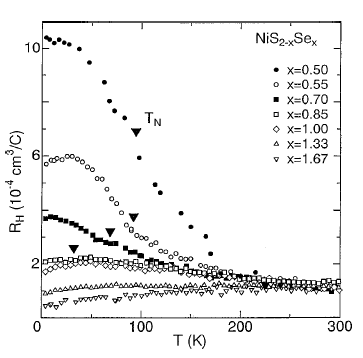 NiS2-xSex
x=0.50
x=0.55
x=0.70
x=0.85
x=1.00
x=1.33
x=1.67
TN
10
6
2
RH (10-4 cm3/C)
0
100
200
300
T (K)